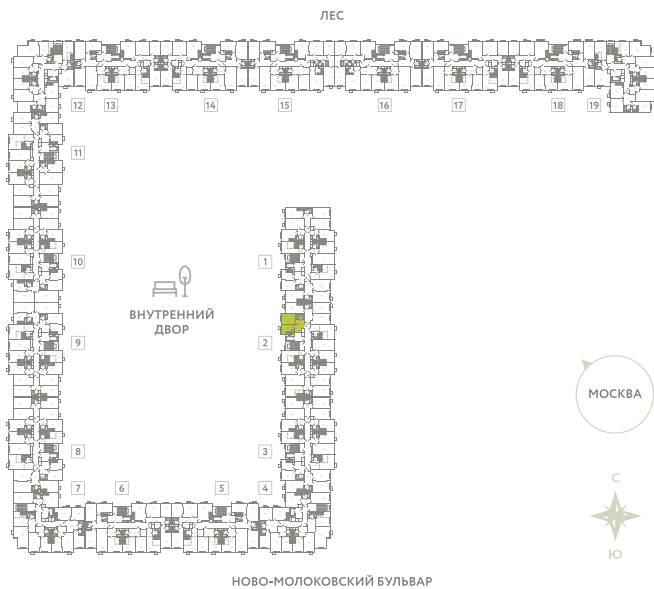 ЛЕС
12 13 14 15 16 17 18 19
11
10 1
ВНУТРЕННИЙ
ДВОР
9 2
МОСКВА
8 3
7 6 5 4
С
Ю
НОВО-МОЛОКОВСКИЙ БУЛЬВАР